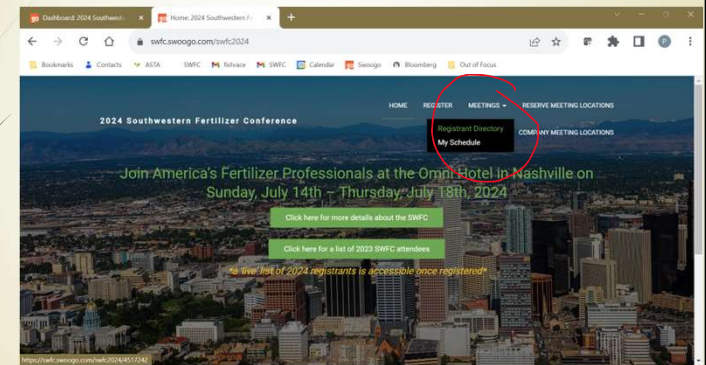 Dashboard: 2024 Southweste
Home: 2024 Southwestern F
swfc.swoogo.com/swfc2024
Bookmarks Contacts ASTA SWFC fishrace SWFC Calendar Swoogo Bloomberg Out of Focus
HOME REGISTER MEETINGS RESERVE MEETING LOCATIONS
2024 Southwestern Fertilizer Conference
Registrant Directory COMPANY MEETING LOCATIONS
My Schedule
Join America's Fertilizer Professionals at the Omni Hotel in Nashville on
Sunday, July 14th – Thursday, July 18th, 2024
Click here for more details about the SWFC
Click here for a list of 2023 SWFC attendees
*a 'live' list of 2024 registrants is accessible once registered*
https://swfc.swoogo.com/swfc2024/4517242